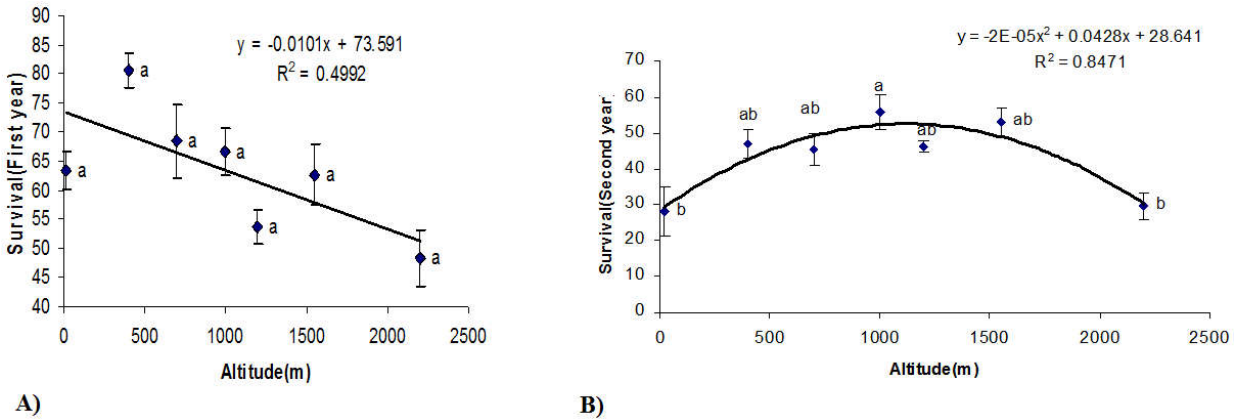 90
85
80
75
70
65
60
55
50
45
40
Survival(First year)
y = -0.0101x + 73.591
R² = 0.4992
a
a
a
a
a
a
a
0 500 1000 1500 2000 2500
Altitude(m)
A)
y = -2E-05x² + 0.0428x + 28.641
R² = 0.8471
80
70
60
50
40
30
20
10
0
Survival(Second year)
b
ab
ab
a
ab
ab
b
0 500 1000 1500 2000 2500
Altitude(m)
B)